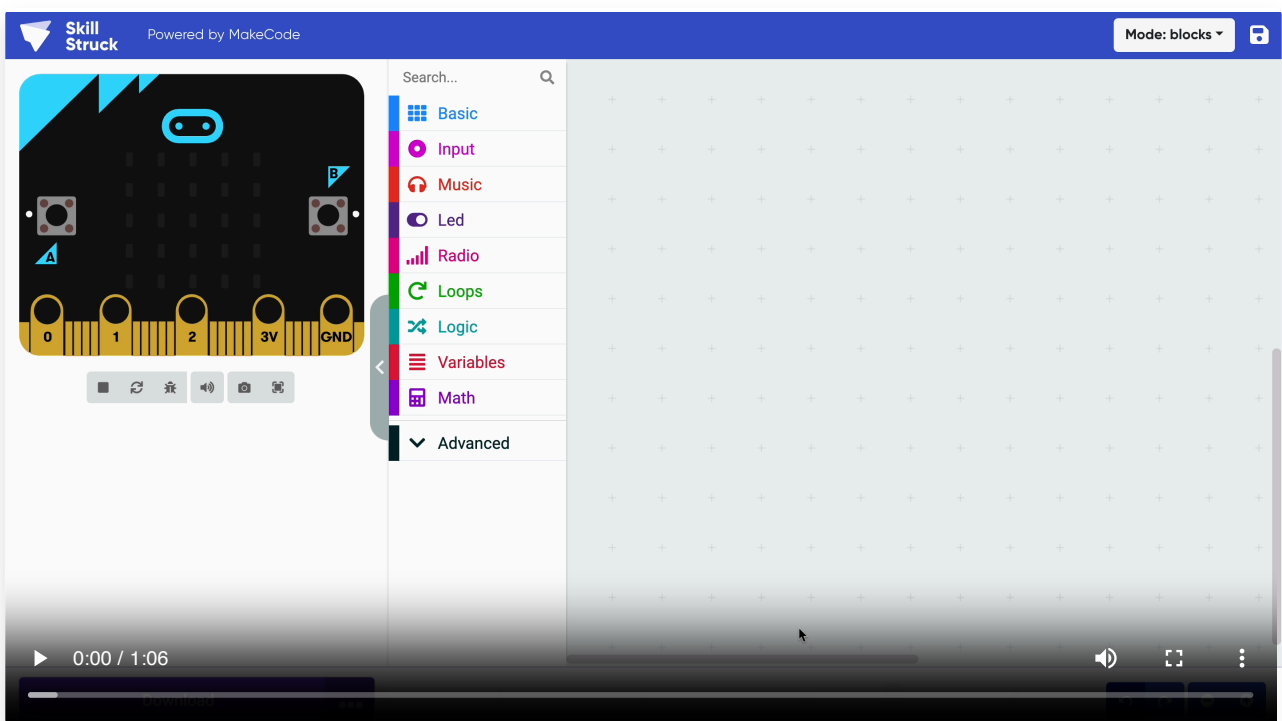 Skill
Struck
Powered by MakeCode
Mode: blocks
Search...
Basic
Input
Music
Led
Radio
Loops
Logic
Variables
Math
Advanced
B
A
0 1 2 3V GND
0:00 / 1:06
Download